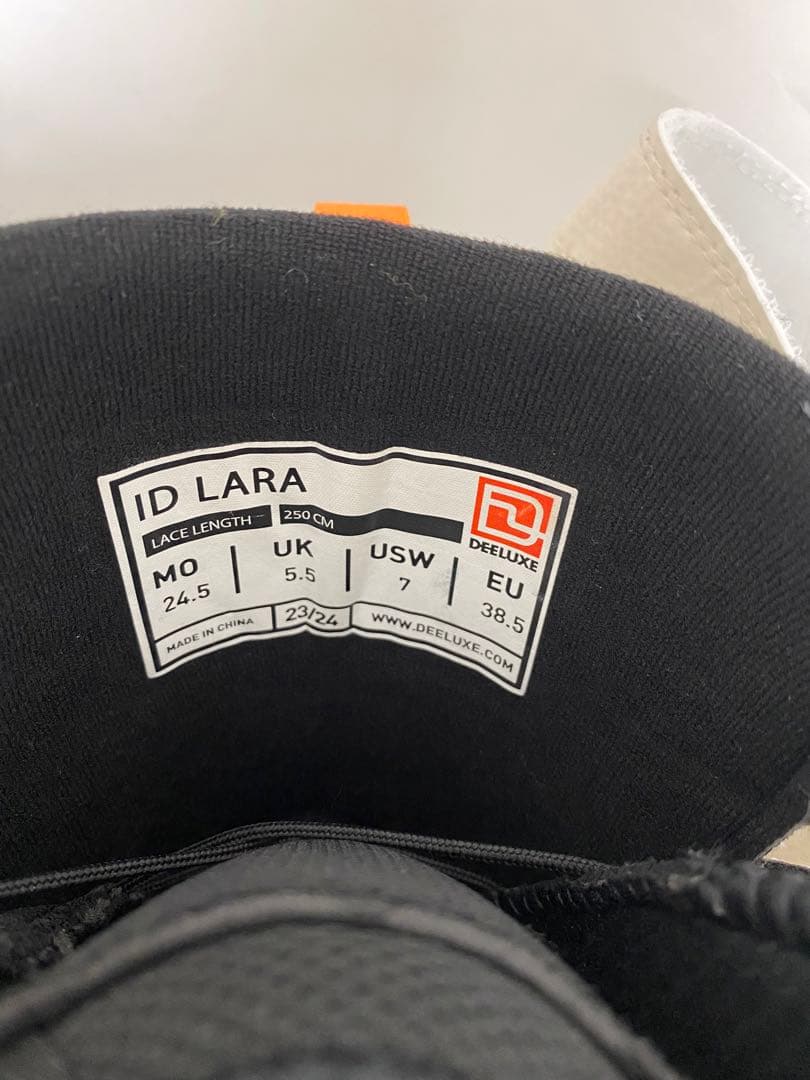 ID LARA
LACE LENGTH 250 CM
DEELUXE
MO UK USW EU
24.5 5.5 7 38.5
MADE IN CHINA 23/24 WWW.DEELUXE.COM